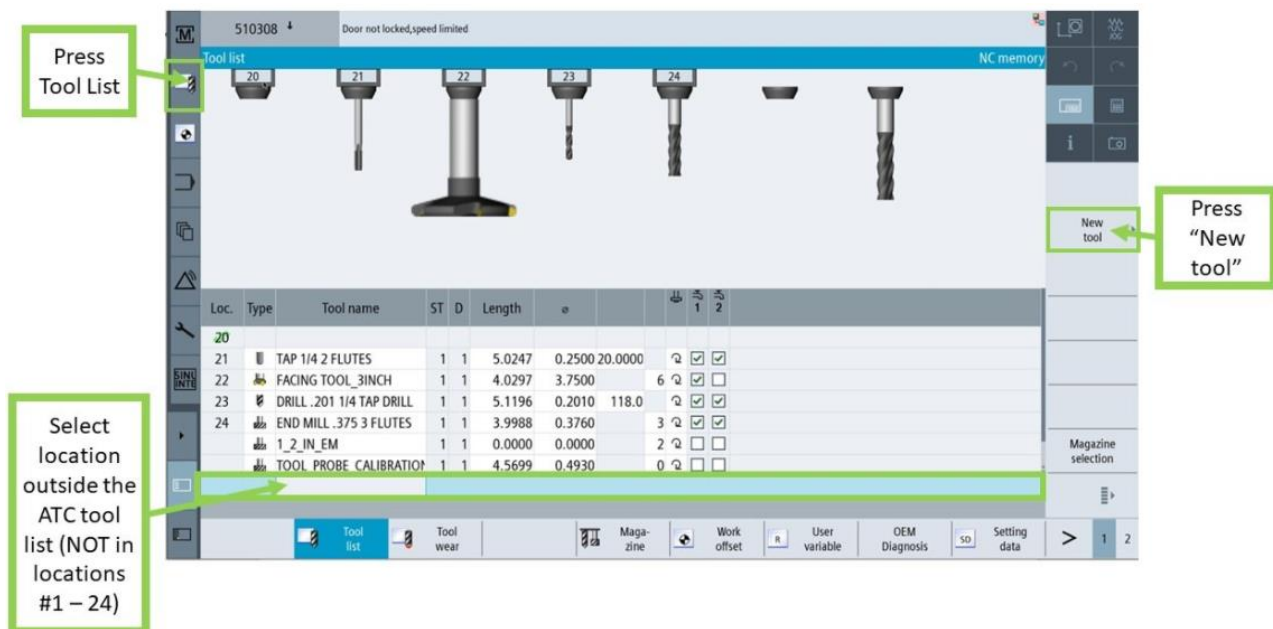 510308
Door not locked,speed limited
Press
Tool List
Tool list
NC memory
20
21
22
23
24
JOG
Press
“New
tool”
New
tool
Loc. Type Tool name ST D Length ø 1 2
20
21 TAP 1/4 2 FLUTES 1 1 5.0247 0.2500 20.0000
22 FACING TOOL_3INCH 1 1 4.0297 3.7500 6
23 DRILL .201 1/4 TAP DRILL 1 1 5.1196 0.2010 118.0
24 END MILL .375 3 FLUTES 1 1 3.9988 0.3760 3
1_2_IN_EM 1 1 0.0000 0.0000 2
TOOL_PROBE_CALIBRATION 1 1 4.5699 0.4930 0
SINU
INTE
Select
location
outside the
ATC tool
list (NOT in
locations
#1 – 24)
Magazine
selection
Tool
list
Tool
wear
Maga-
zine
Work
offset
R User
variable
OEM
Diagnosis
SD Setting
data
> 1 2